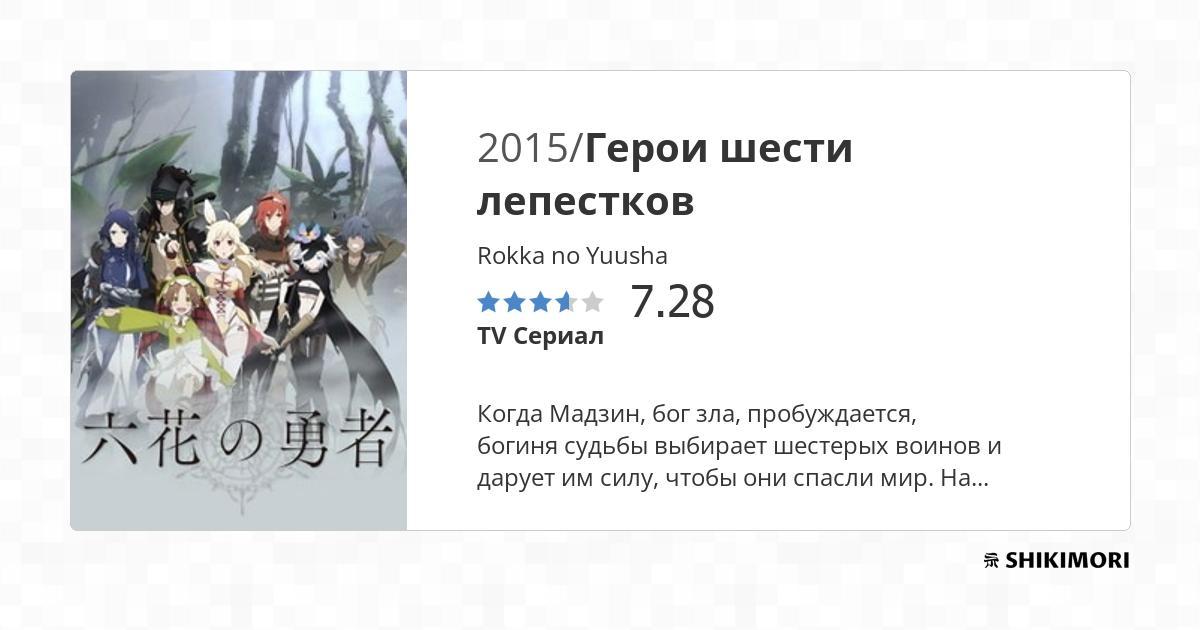 六花の勇者
2015/Герои шести
лепестков
Rokka no Yuusha
7.28
TV Сериал
Когда Мадзин, бог зла, пробуждается,
богиня судьбы выбирает шестерых воинов и
дарует им силу, чтобы они спасли мир. На...
SHIKIMORI